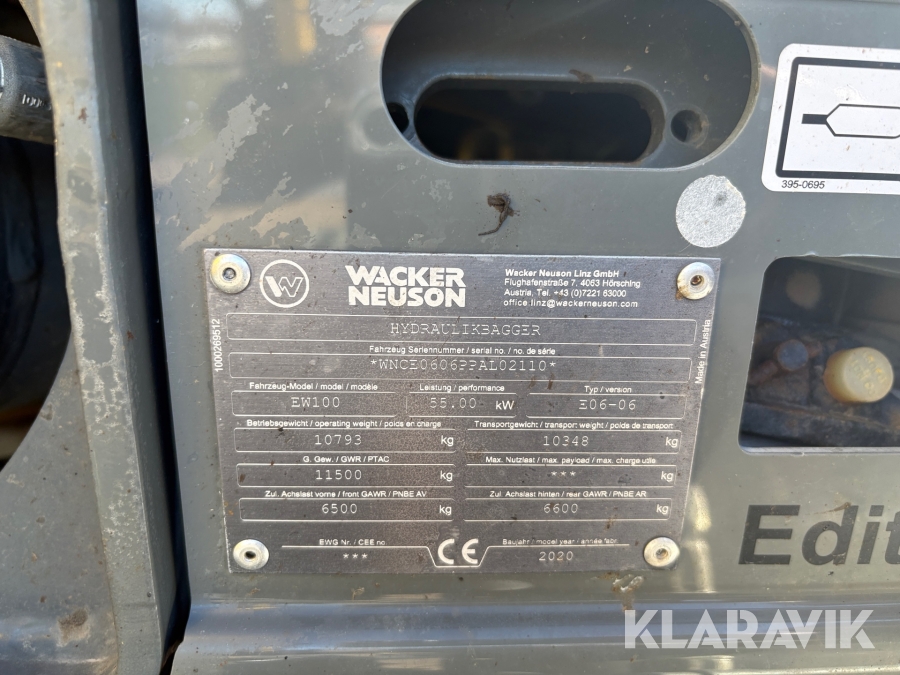 100
395-0695
W
WACKER NEUSON
Wacker Neuson Linz GmbH
Flughafenstraße 7, 4063 Hörsching
Austria, Tel. +43 (0)7221 63000
office.linz@wackerneuson.com
1000269512
Made in Austria
HYDRAULIKBAGGER
Fahrzeug Seriennummer / serial no. / no. de série
*WNCE0606PPAL02110*
Fahrzeug-Model / model / modèle
Leistung / performance
Typ / version
EW100
55.00 kW
E06-06
Betriebsgewicht / operating weight / poids en charge
Transportgewicht / transport weight / poids de transport
10793 kg
10348 kg
G. Gew. / GWR / PTAC
Max. Nutzlast / max. payload / max. charge utile
11500 kg
*** kg
Zul. Achslast vorne / front GAWR / PNBE AV
Zul. Achslast hinten / rear GAWR / PNBE AR
6500 kg
6600 kg
EWG Nr. / CEE no.
CE
Baujahr / model year / année fabr.
***
2020
Edit
KLARAVIK